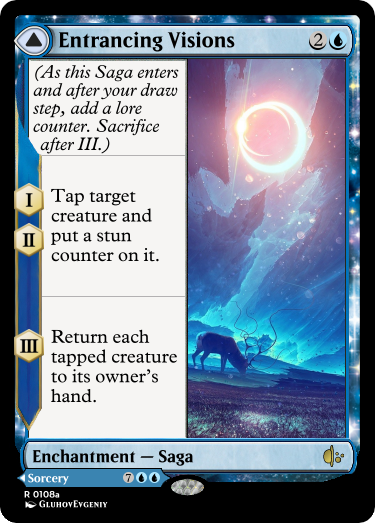 Entrancing Visions 2
(As this Saga enters
and after your draw
step, add a lore
counter. Sacrifice
after III.)
I
II
Tap target
creature and
put a stun
counter on it.
III
Return each
tapped creature
to its owner's
hand.
Enchantment — Saga
Sorcery 7
R 0108a
GluhovEvgeniy